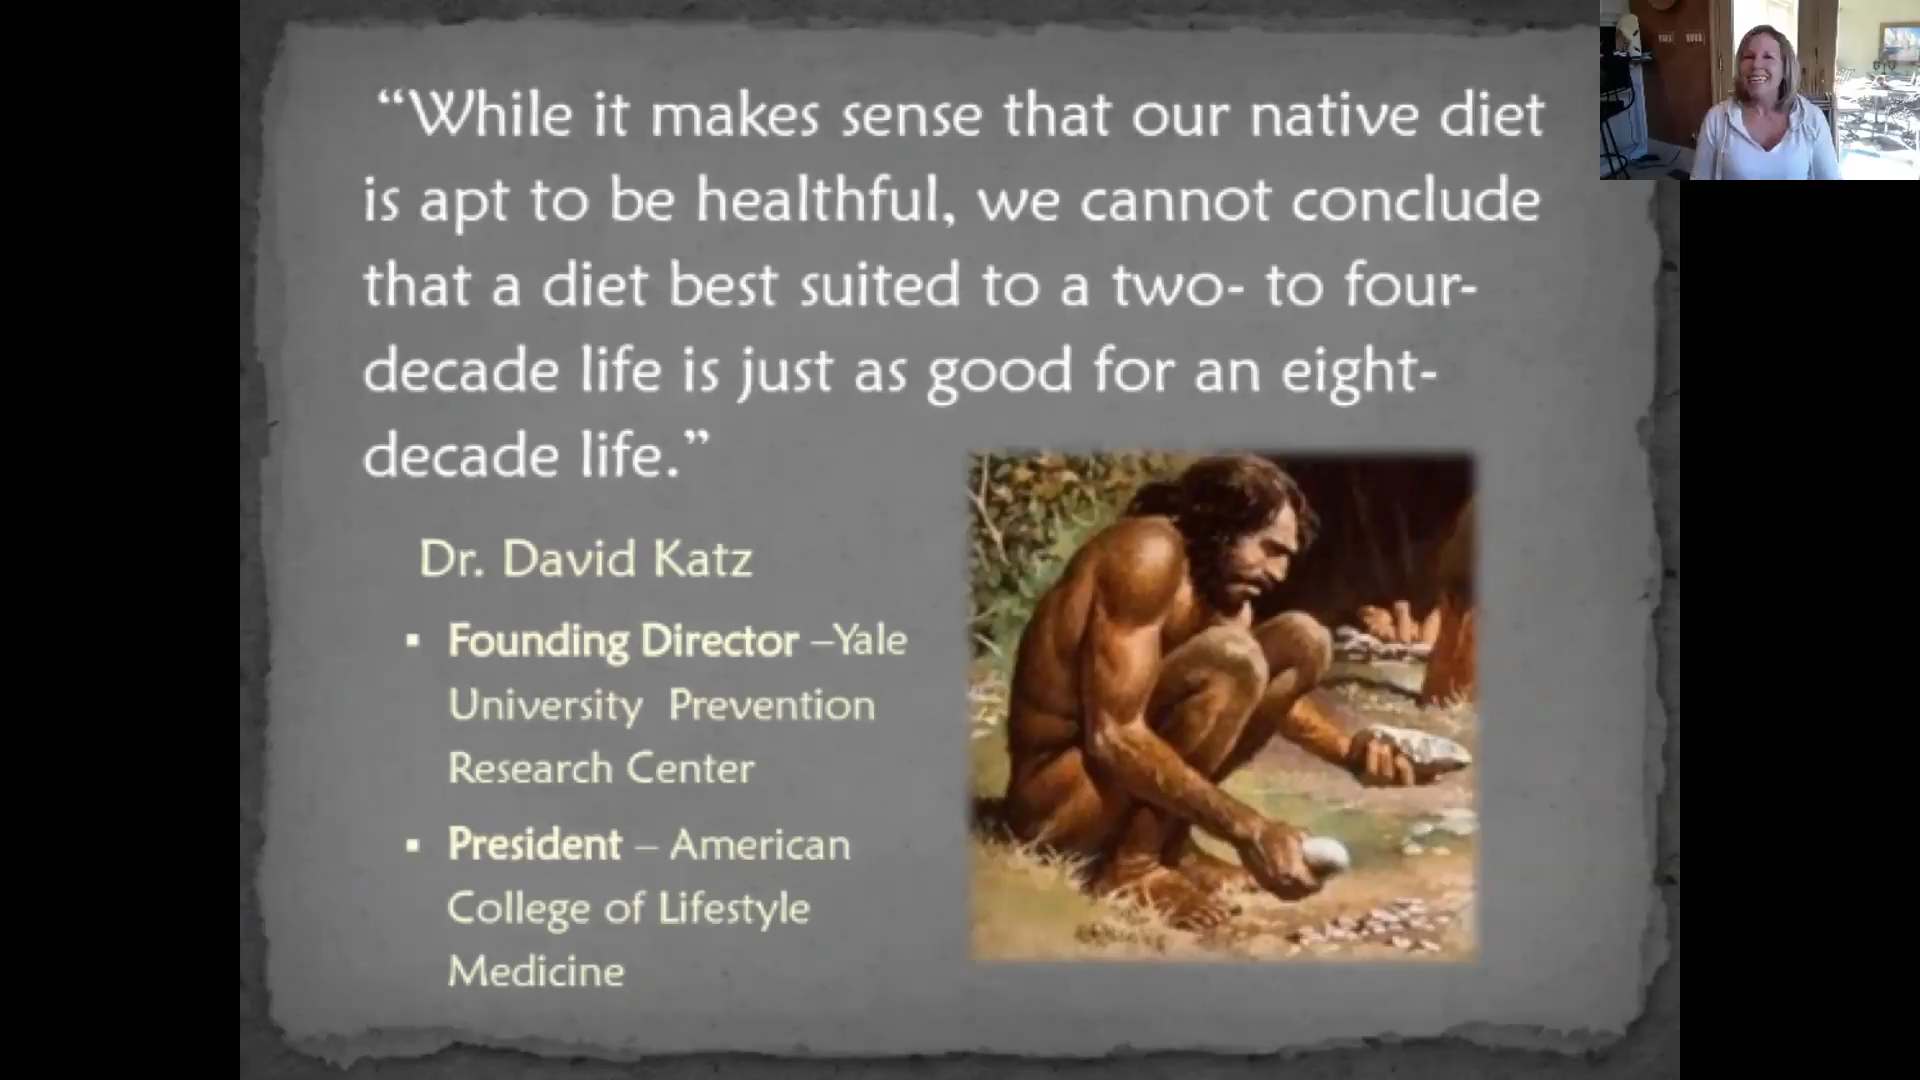 “While it makes sense that our native diet
is apt to be healthful, we cannot conclude
that a diet best suited to a two- to four-
decade life is just as good for an eight-
decade life.”
Dr. David Katz
▪ Founding Director –Yale
University Prevention
Research Center
▪ President – American
College of Lifestyle
Medicine